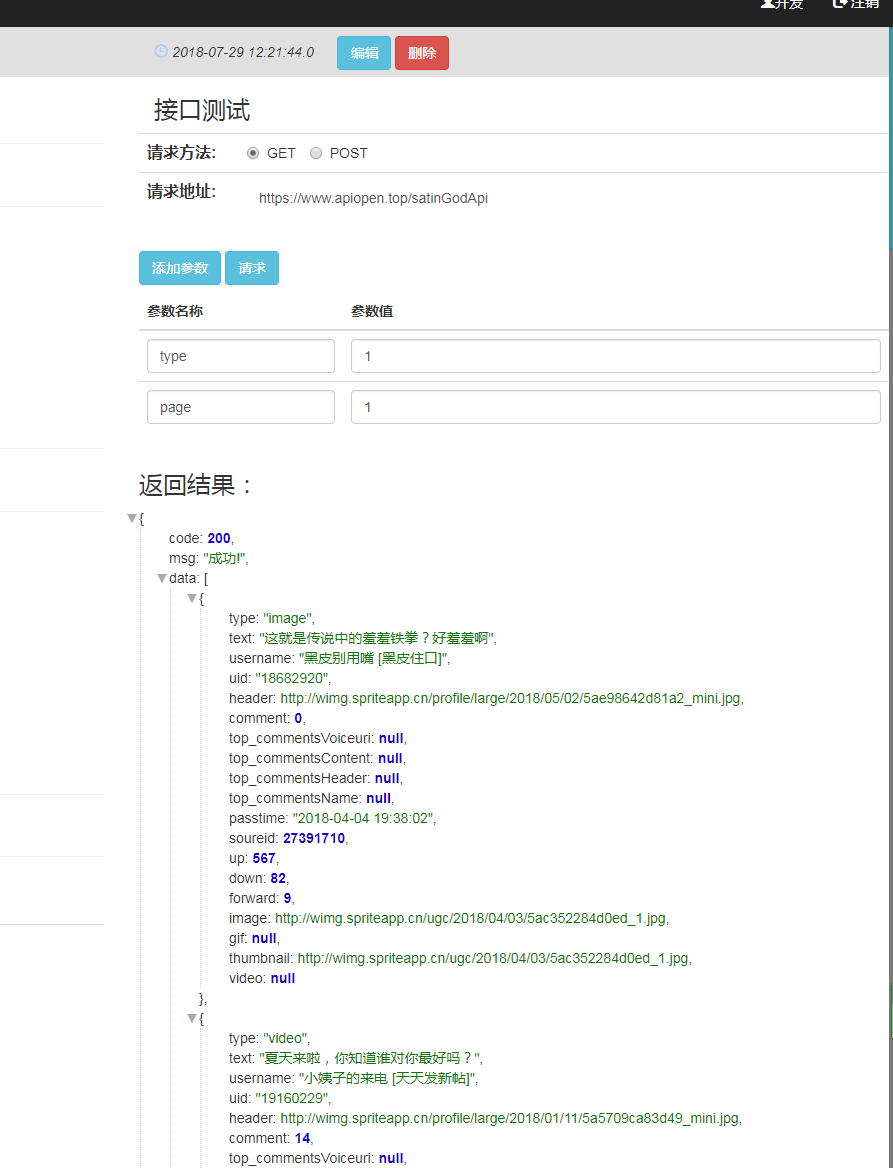 开发 注销
2018-07-29 12:21:44.0 编辑 删除
接口测试
请求方法: GET POST
请求地址: https://www.apiopen.top/satinGodApi
添加参数 请求
参数名称 参数值
type 1
page 1
返回结果：
{
code: 200,
msg: "成功!",
data: [
{
type: "image",
text: "这就是传说中的羞羞铁拳？好羞羞啊",
username: "黑皮别用嘴 [黑皮住口]",
uid: "18682920",
header: http://wimg.spriteapp.cn/profile/large/2018/05/02/5ae98642d81a2_mini.jpg,
comment: 0,
top_commentsVoiceuri: null,
top_commentsContent: null,
top_commentsHeader: null,
top_commentsName: null,
passtime: "2018-04-04 19:38:02",
soureid: 27391710,
up: 567,
down: 82,
forward: 9,
image: http://wimg.spriteapp.cn/ugc/2018/04/03/5ac352284d0ed_1.jpg,
gif: null,
thumbnail: http://wimg.spriteapp.cn/ugc/2018/04/03/5ac352284d0ed_1.jpg,
video: null
},
{
type: "video",
text: "夏天来啦，你知道谁对你最好吗？",
username: "小姨子的来电 [天天发新帖]",
uid: "19160229",
header: http://wimg.spriteapp.cn/profile/large/2018/01/11/5a5709ca83d49_mini.jpg,
comment: 14,
top_commentsVoiceuri: null,